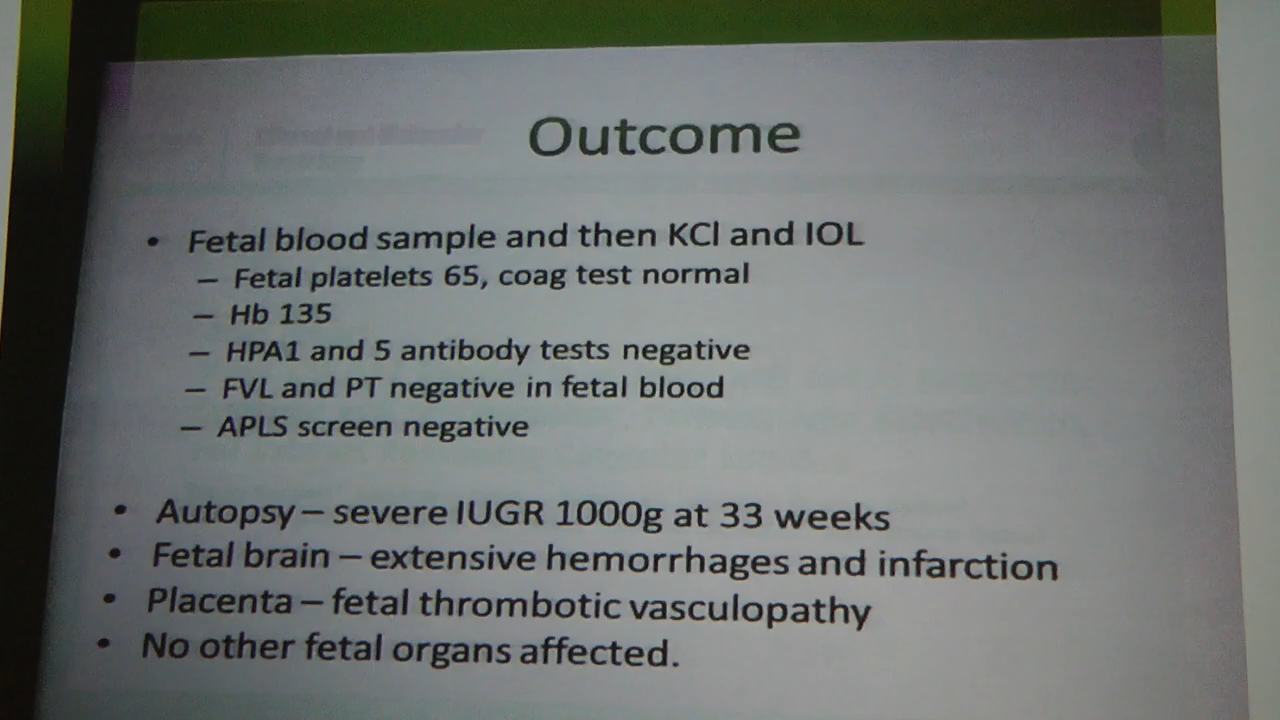 Outcome
• Fetal blood sample and then KCl and IOL
– Fetal platelets 65, coag test normal
– Hb 135
– HPA1 and 5 antibody tests negative
– FVL and PT negative in fetal blood
– APLS screen negative
• Autopsy – severe IUGR 1000g at 33 weeks
• Fetal brain – extensive hemorrhages and infarction
• Placenta – fetal thrombotic vasculopathy
• No other fetal organs affected.